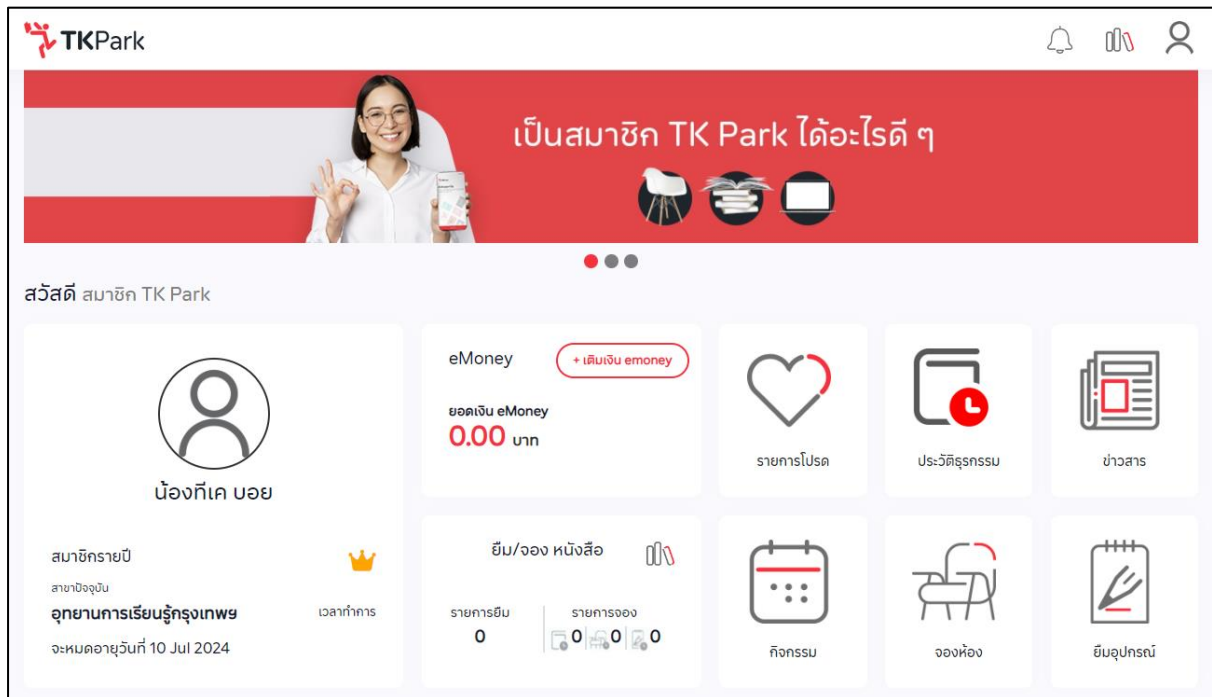 TKPark
เป็นสมาชิก TK Park ได้อะไรดี ๆ
สวัสดี สมาชิก TK Park
น้องทีเค บอย
สมาชิกรายปี
สาขาปัจจุบัน
อุทยานการเรียนรู้กรุงเทพฯ
เวลาทำการ
จะหมดอายุวันที่ 10 Jul 2024
eMoney
+ เติมเงิน emoney
ยอดเงิน eMoney
0.00 บาท
ยืม/จอง หนังสือ
รายการยืม
0
รายการจอง
0 0 0
รายการโปรด
ประวัติธุรกรรม
ข่าวสาร
กิจกรรม
จองห้อง
ยืมอุปกรณ์